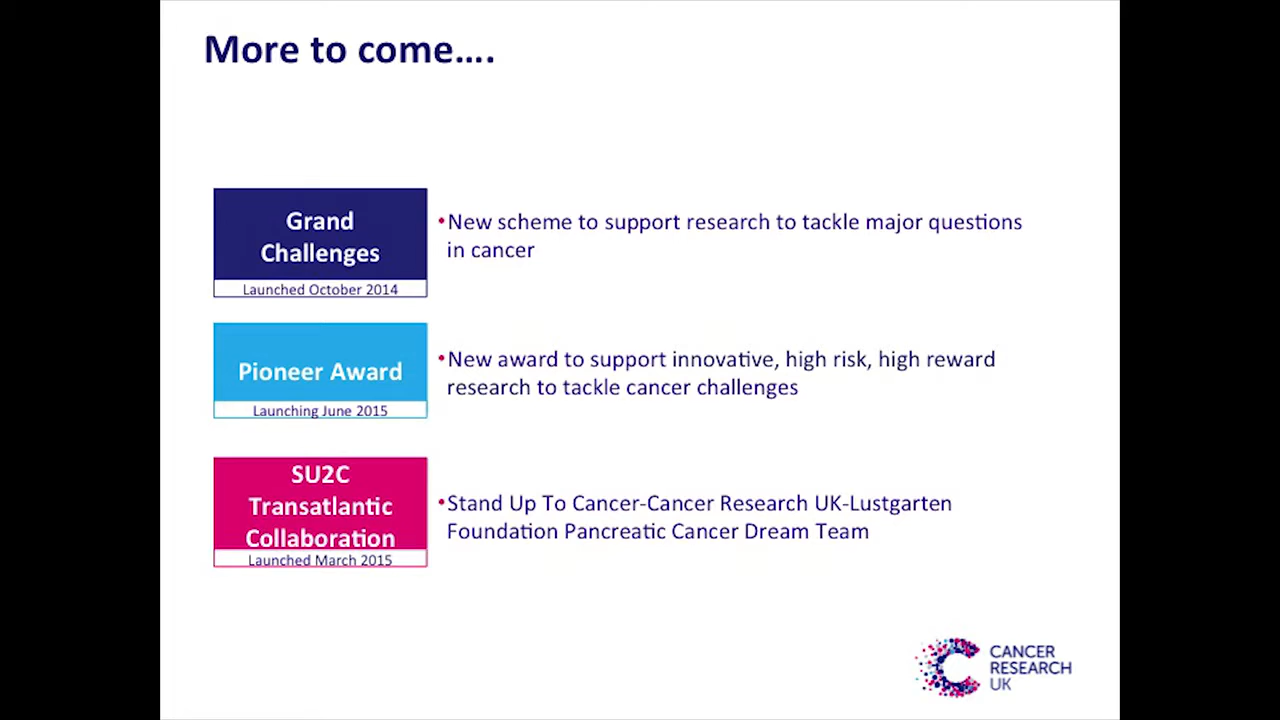 More to come….
Grand
Challenges
Launched October 2014
•New scheme to support research to tackle major questions
in cancer
Pioneer Award
Launching June 2015
•New award to support innovative, high risk, high reward
research to tackle cancer challenges
SU2C
Transatlantic
Collaboration
Launched March 2015
•Stand Up To Cancer-Cancer Research UK-Lustgarten
Foundation Pancreatic Cancer Dream Team
CANCER
RESEARCH
UK